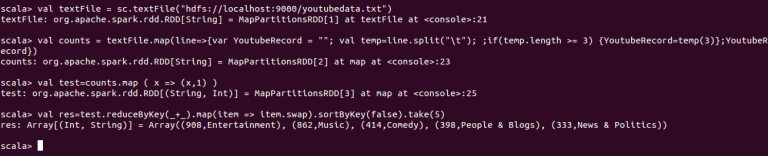 scala> val textFile = sc.textFile("hdfs://localhost:9000/youtubedata.txt")
textFile: org.apache.spark.rdd.RDD[String] = MapPartitionsRDD[1] at textFile at <console>:21
scala> val counts = textFile.map(line=>{var YoutubeRecord = ""; val temp=line.split("\t"); ;if(temp.length >= 3) {YoutubeRecord=temp(3)};YoutubeR
ecord})
counts: org.apache.spark.rdd.RDD[String] = MapPartitionsRDD[2] at map at <console>:23
scala> val test=counts.map ( x => (x,1) )
test: org.apache.spark.rdd.RDD[(String, Int)] = MapPartitionsRDD[3] at map at <console>:25
scala> val res=test.reduceByKey(_+_).map(item => item.swap).sortByKey(false).take(5)
res: Array[(Int, String)] = Array((908,Entertainment), (862,Music), (414,Comedy), (398,People & Blogs), (333,News & Politics))
scala>